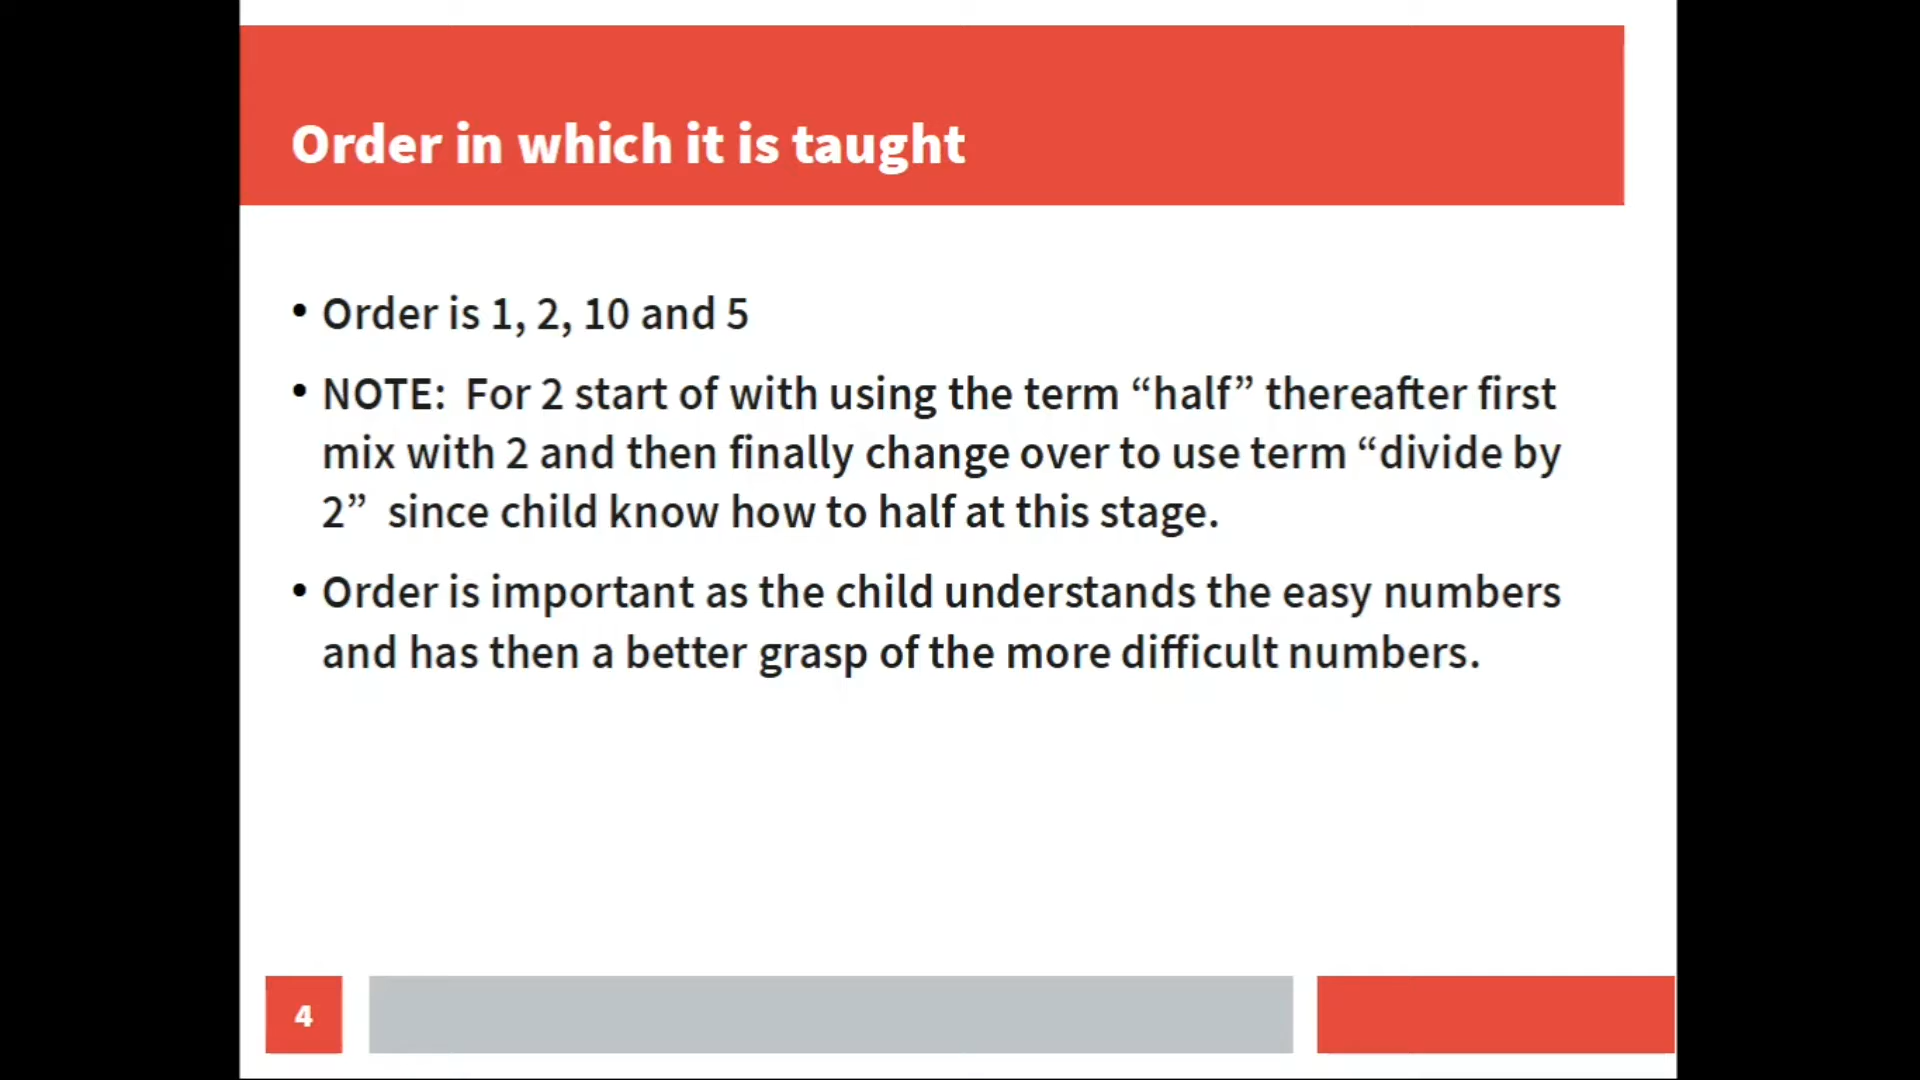 Order in which it is taught
• Order is 1, 2, 10 and 5
• NOTE:  For 2 start of with using the term “half” thereafter first
mix with 2 and then finally change over to use term “divide by
2”  since child know how to half at this stage.
• Order is important as the child understands the easy numbers
and has then a better grasp of the more difficult numbers.
4